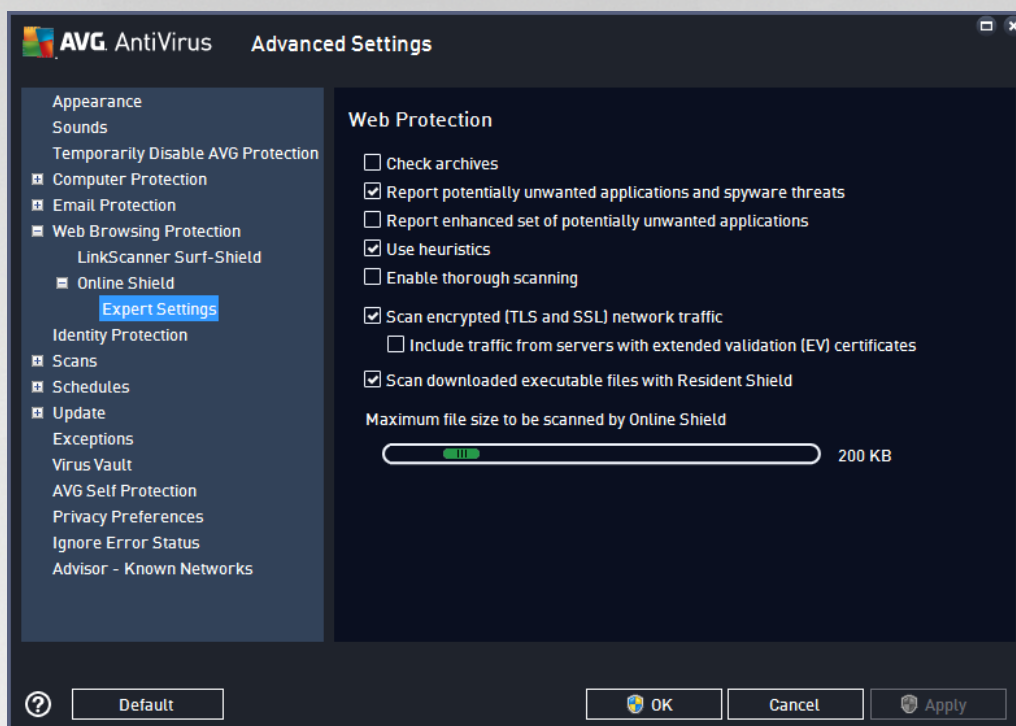 AVG. AntiVirus Advanced Settings
Appearance
Sounds
Temporarily Disable AVG Protection
Computer Protection
Email Protection
Web Browsing Protection
LinkScanner Surf-Shield
Online Shield
Expert Settings
Identity Protection
Scans
Schedules
Update
Exceptions
Virus Vault
AVG Self Protection
Privacy Preferences
Ignore Error Status
Advisor - Known Networks
Web Protection
Check archives
Report potentially unwanted applications and spyware threats
Report enhanced set of potentially unwanted applications
Use heuristics
Enable thorough scanning
Scan encrypted (TLS and SSL) network traffic
Include traffic from servers with extended validation (EV) certificates
Scan downloaded executable files with Resident Shield
Maximum file size to be scanned by Online Shield
200 KB
? Default OK Cancel Apply